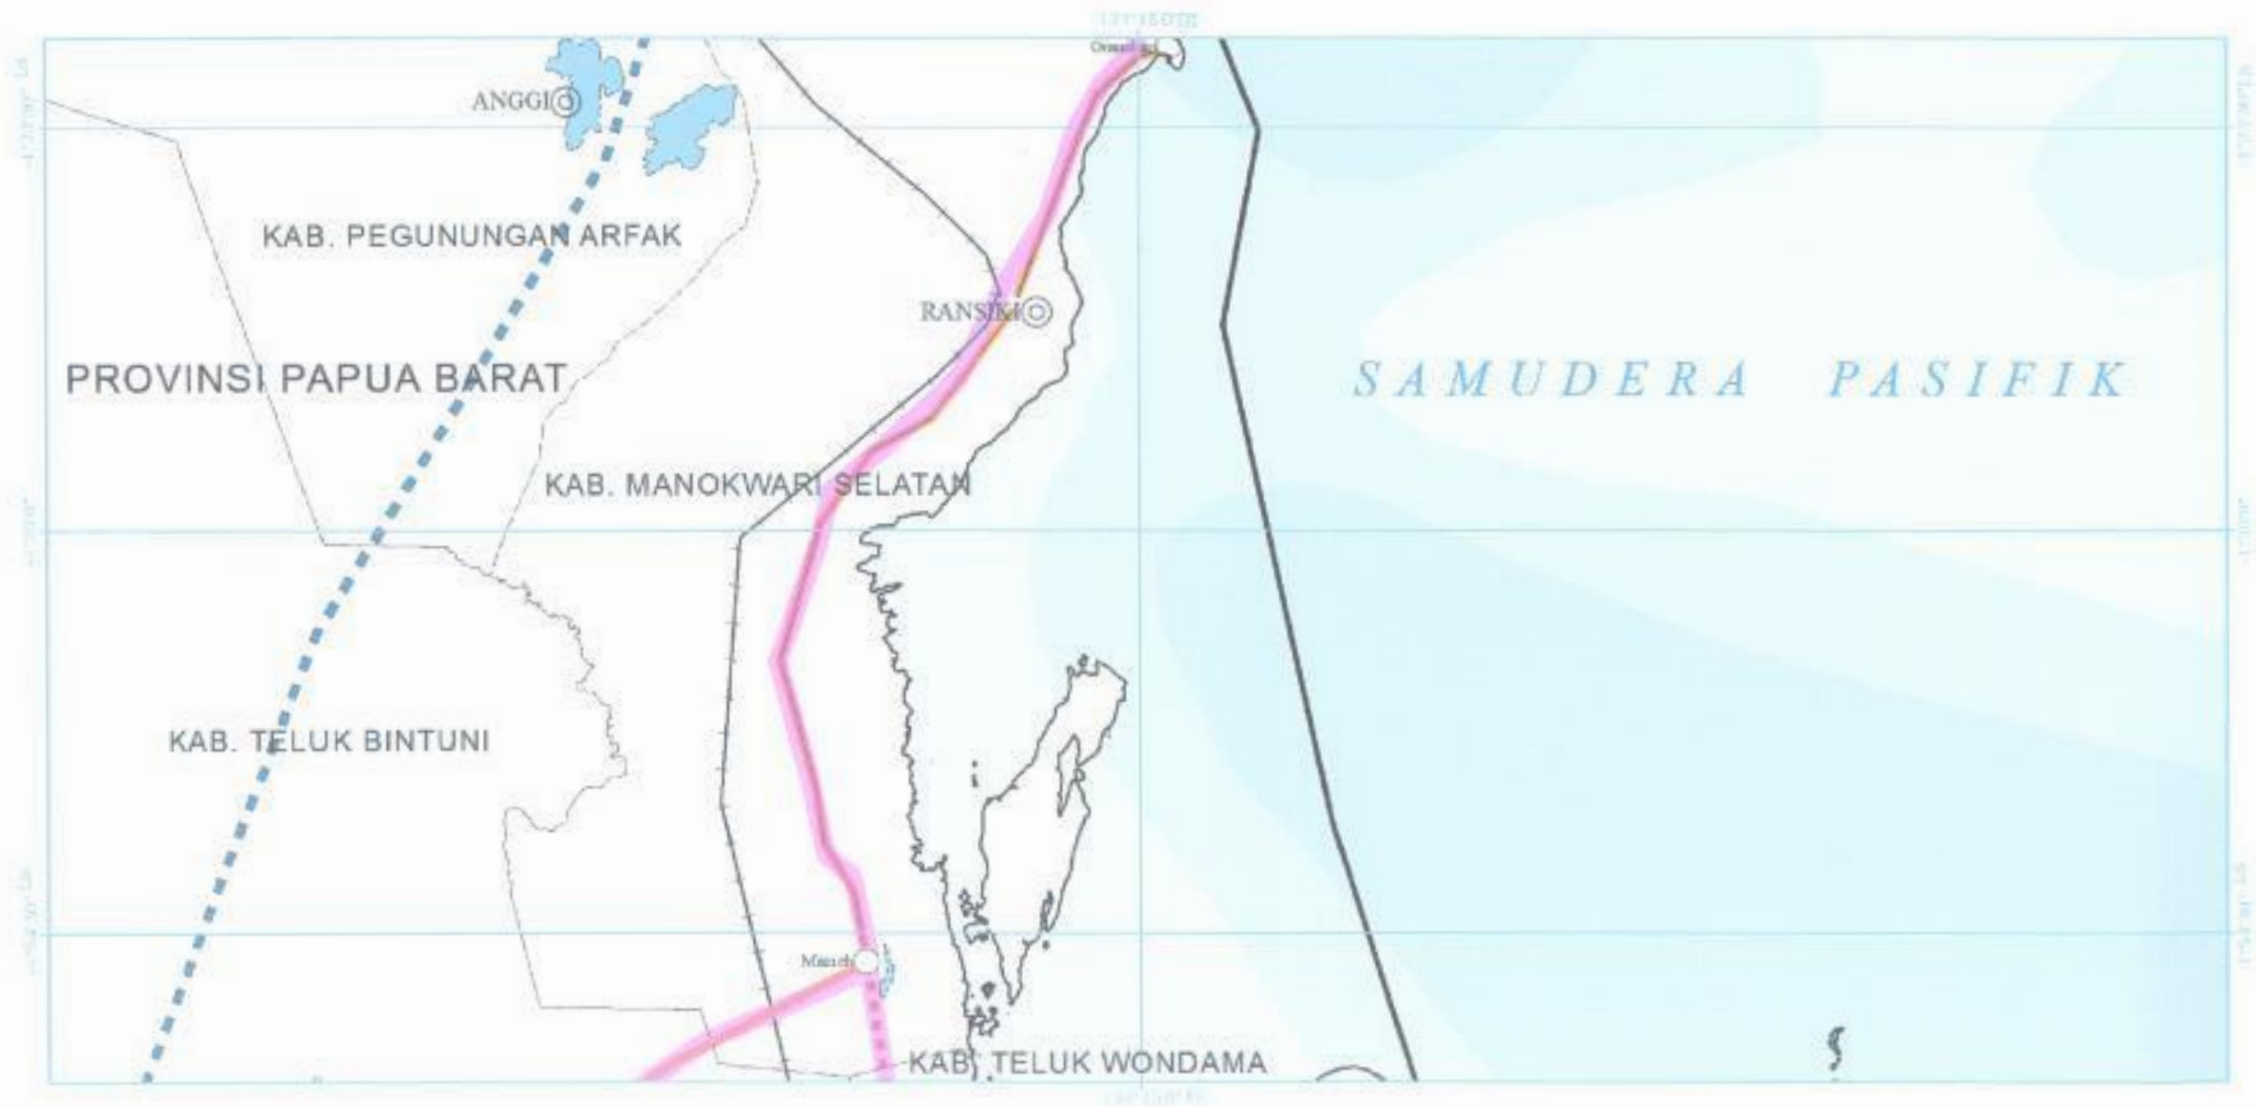 ANGGI
KAB. PEGUNUNGAN ARFAK
RANSIKI
PROVINSI PAPUA BARAT
SAMUDERA PASIFIK
KAB. MANOKWARI SELATAN
KAB. TELUK BINTUNI
KAB. TELUK WONDAMA